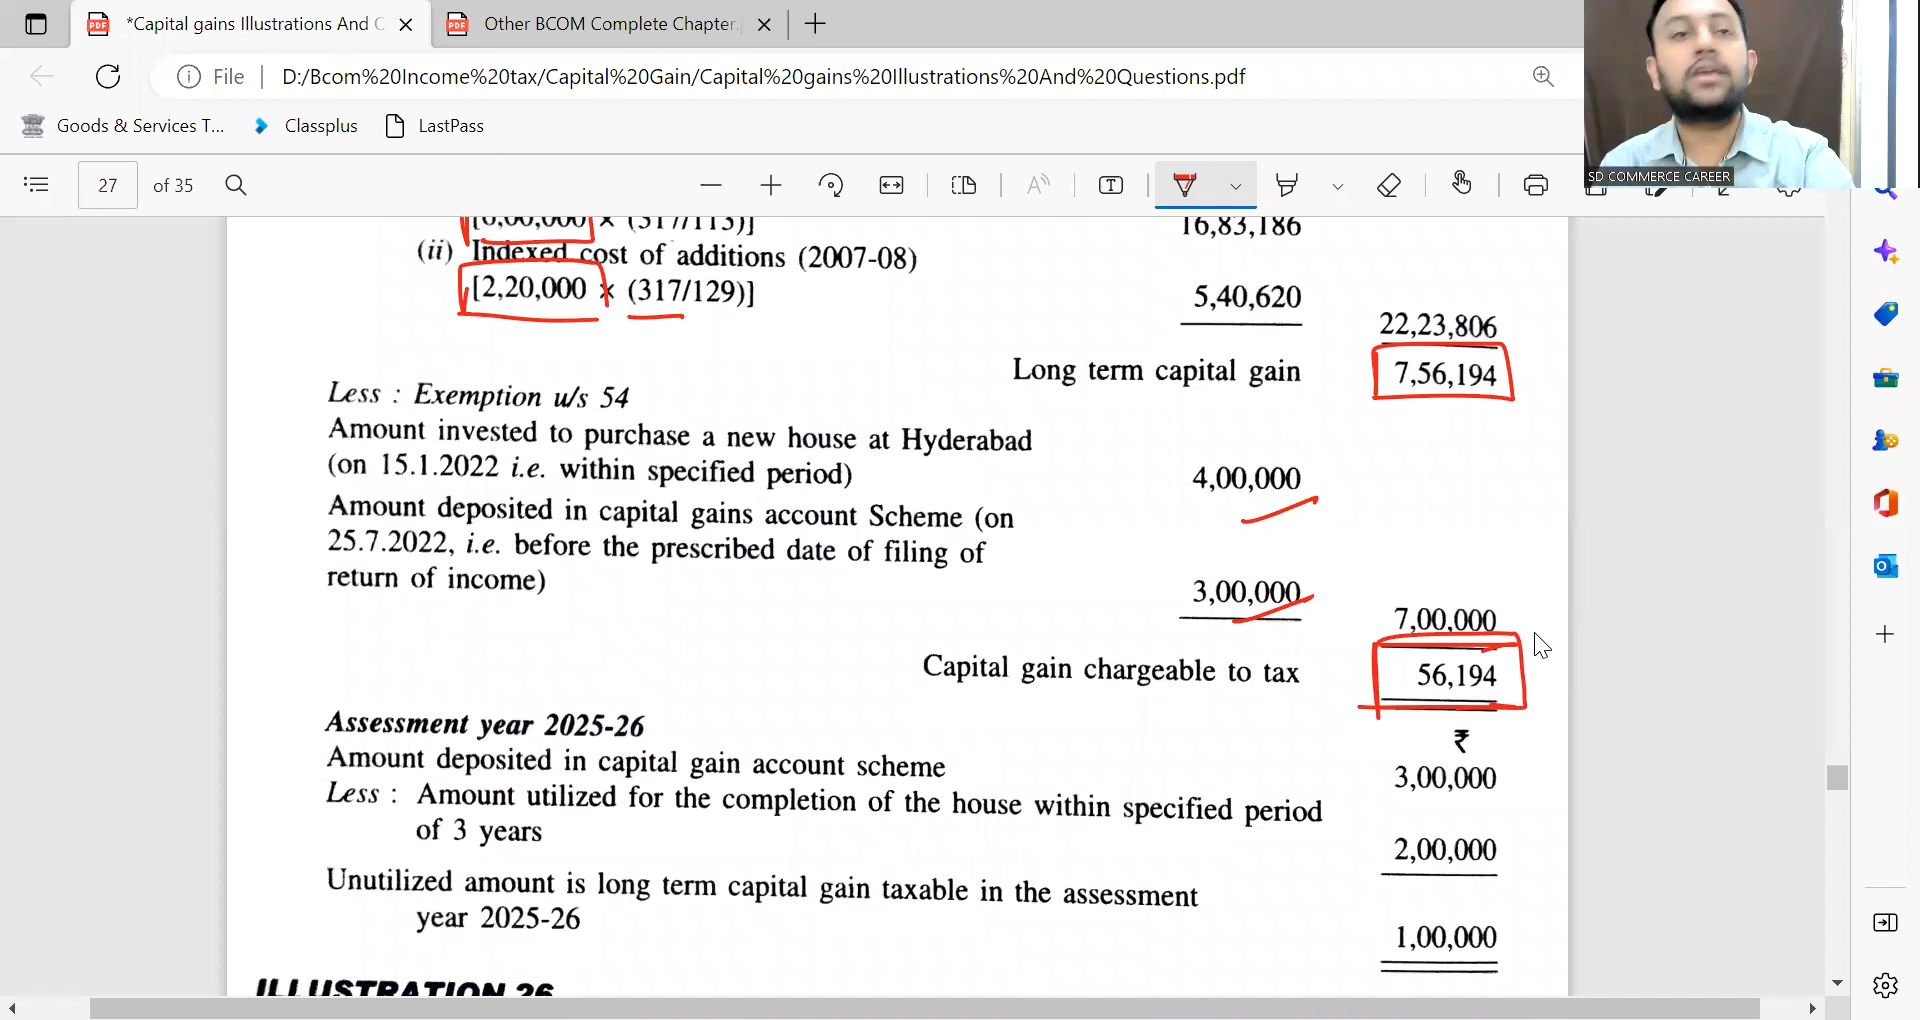 *Capital gains Illustrations And C
Other BCOM Complete Chapter.
File
D:/Bcom%20Income%20tax/Capital%20Gain/Capital%20gains%20Illustrations%20And%20Questions.pdf
Goods & Services T...
Classplus
LastPass
SD COMMERCE CAREER
27 of 35
[6,00,000 × (317/113)] 16,83,186
(ii) Indexed cost of additions (2007-08)
[2,20,000 × (317/129)] 5,40,620
22,23,806
Long term capital gain 7,56,194
Less : Exemption u/s 54
Amount invested to purchase a new house at Hyderabad
(on 15.1.2022 i.e. within specified period) 4,00,000
Amount deposited in capital gains account Scheme (on
25.7.2022, i.e. before the prescribed date of filing of
return of income) 3,00,000
7,00,000
Capital gain chargeable to tax 56,194
Assessment year 2025-26 ₹
Amount deposited in capital gain account scheme 3,00,000
Less : Amount utilized for the completion of the house within specified period
of 3 years 2,00,000
Unutilized amount is long term capital gain taxable in the assessment
year 2025-26 1,00,000
ILLUSTRATION 26